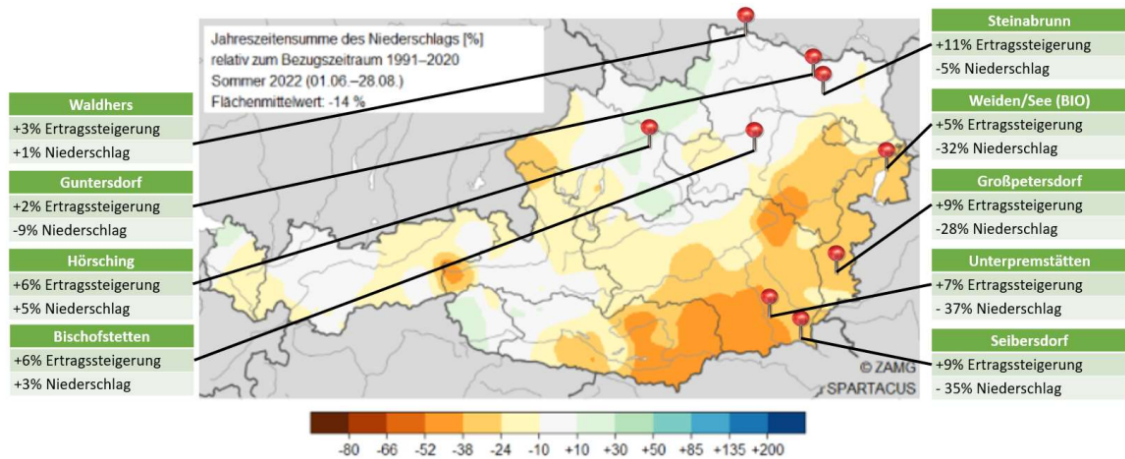 Jahreszeitensumme des Niederschlags [%]
relativ zum Bezugszeitraum 1991–2020
Sommer 2022 (01.06.–28.08.)
Flächenmittelwert: -14 %
Waldhers
+3% Ertragssteigerung
+1% Niederschlag
Guntersdorf
+2% Ertragssteigerung
-9% Niederschlag
Hörsching
+6% Ertragssteigerung
+5% Niederschlag
Bischofstetten
+6% Ertragssteigerung
+3% Niederschlag
Steinabrunn
+11% Ertragssteigerung
-5% Niederschlag
Weiden/See (BIO)
+5% Ertragssteigerung
-32% Niederschlag
Großpetersdorf
+9% Ertragssteigerung
-28% Niederschlag
Unterpremstätten
+7% Ertragssteigerung
- 37% Niederschlag
Seibersdorf
+9% Ertragssteigerung
- 35% Niederschlag
© ZAMG
SPARTACUS
-80 -66 -52 -38 -24 -10 +10 +30 +50 +85 +135 +200